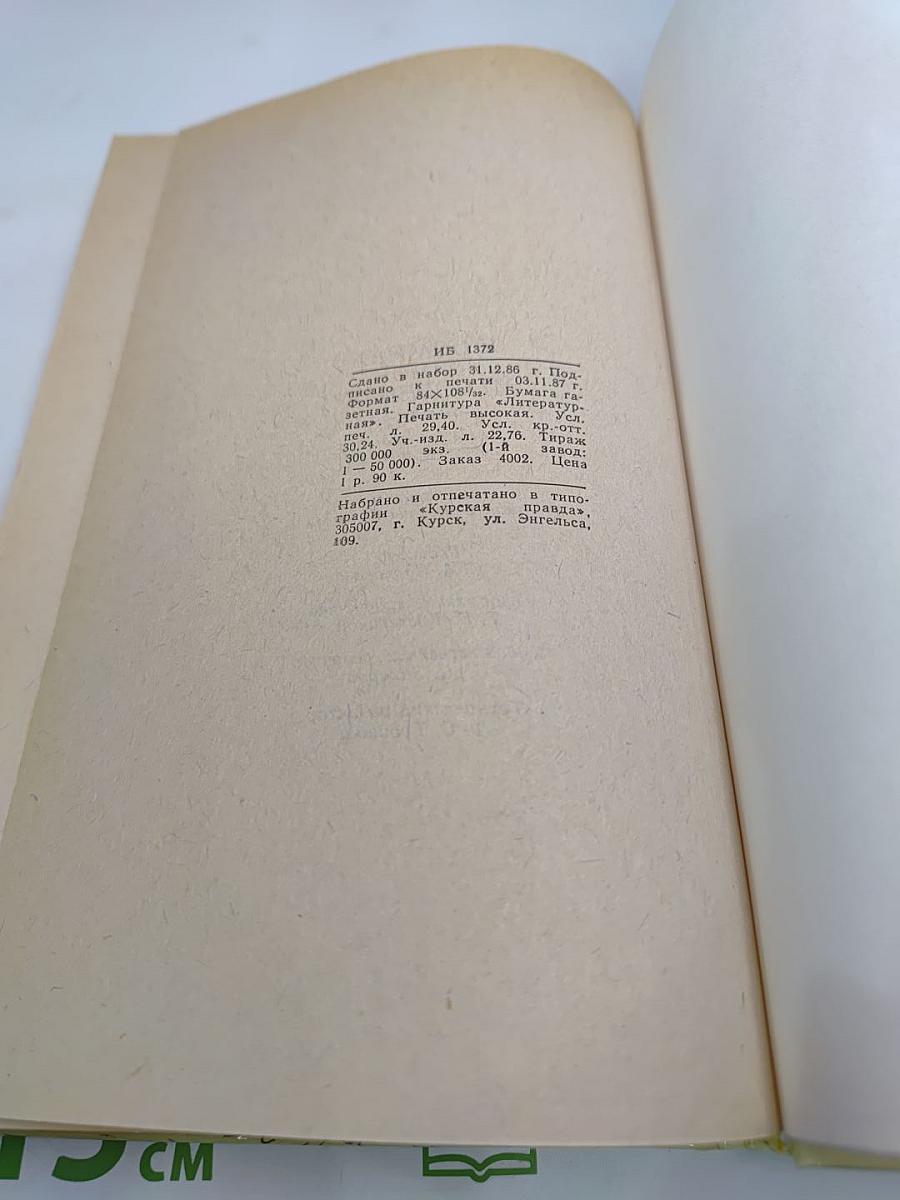 ИБ 1372
Сдано в набор 31.12.86 г. Под-
писано к печати 03.11.87 г.
Формат 84×108¹/₃₂. Бумага га-
зетная. Гарнитура «Литератур-
ная». Печать высокая. Усл.
печ. л. 29,40. Усл. кр.-отт.
30,24. Уч.-изд. л. 22,76. Тираж
300 000 экз. (1-й завод:
1 — 50 000). Заказ 4002. Цена
1 р. 90 к.
Набрано и отпечатано в типо-
графии «Курская правда»,
305007, г. Курск, ул. Энгельса,
109.
15 см